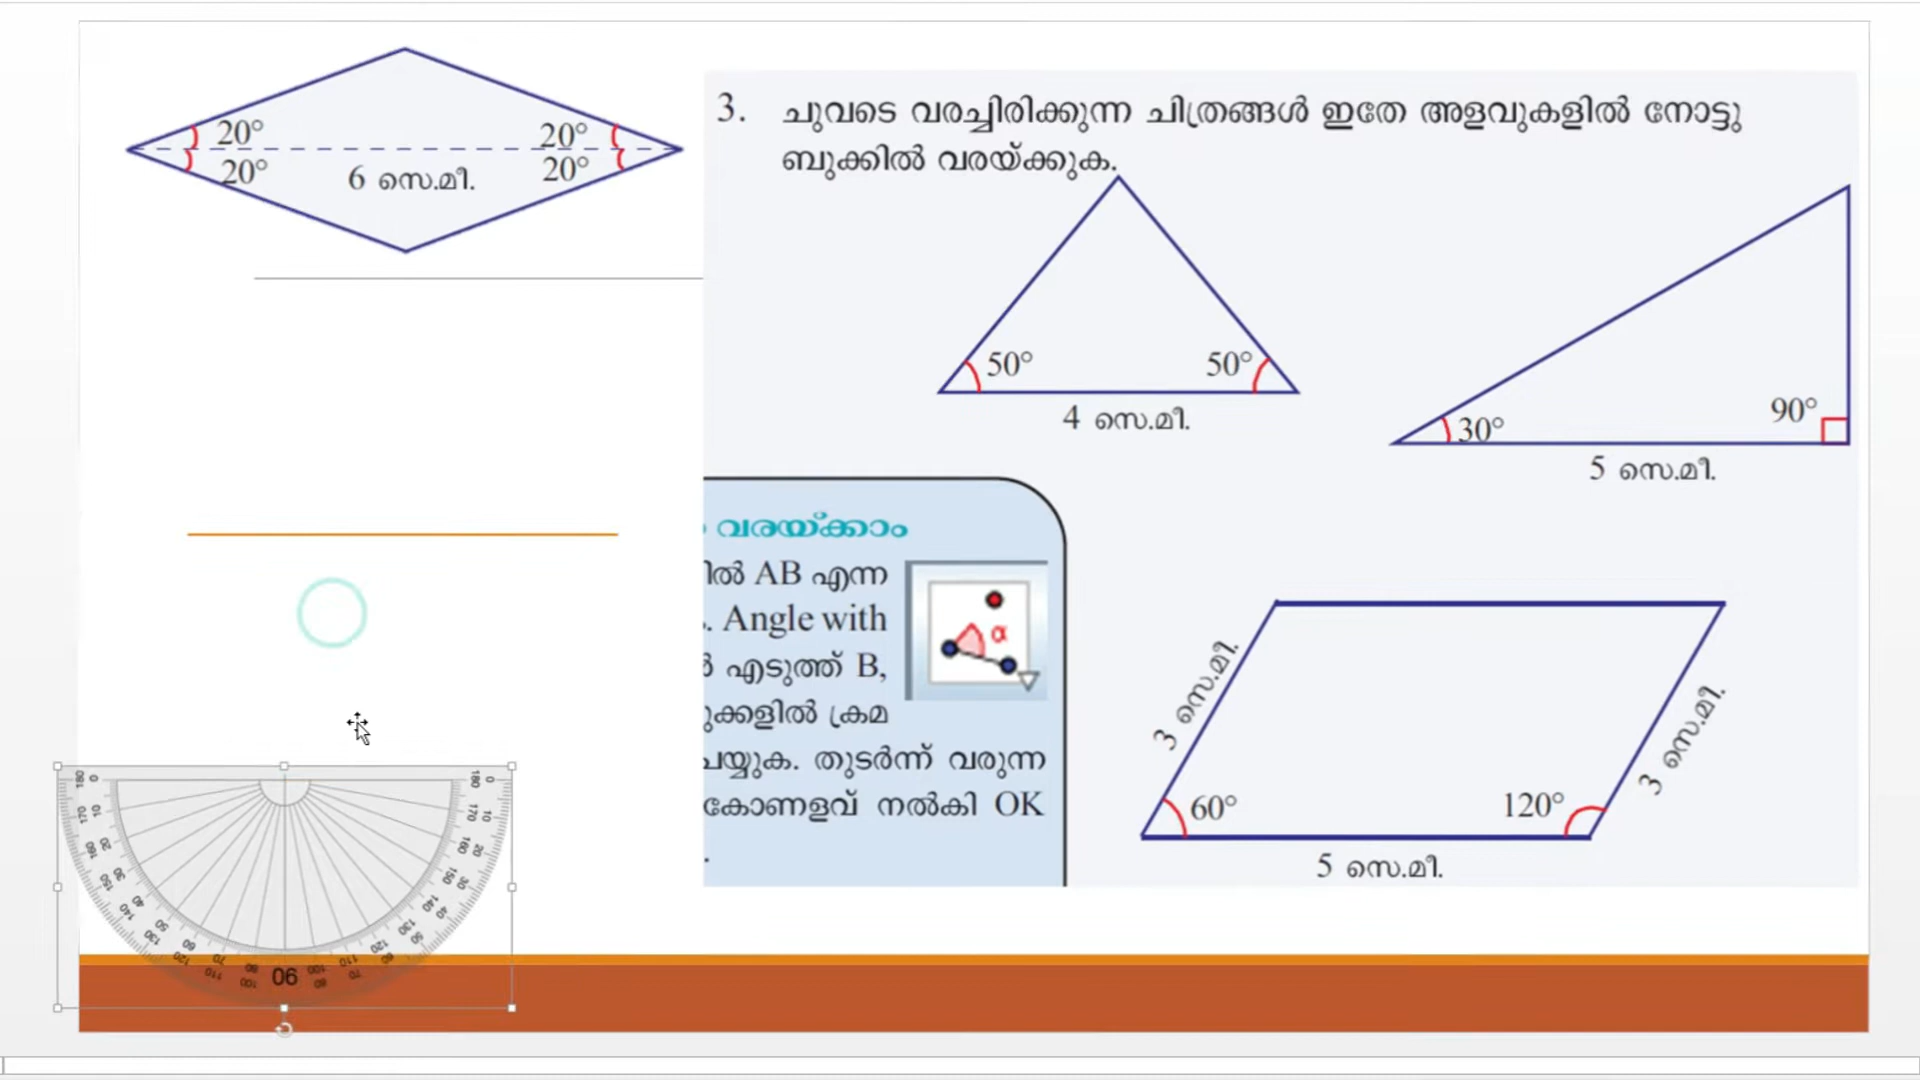 20°
20°
20°
20°
6 സെ.മീ.
3. ചുവടെ വരച്ചിരിക്കുന്ന ചിത്രങ്ങൾ ഇതേ അളവുകളിൽ നോട്ടു
ബുക്കിൽ വരയ്ക്കുക.
50°
50°
4 സെ.മീ.
30°
90°
5 സെ.മീ.
വരയ്ക്കാം
ിൽ AB എന്ന
. Angle with
എടുത്ത് B,
ുക്കളിൽ ക്രമ
ചെയ്യുക. തുടർന്ന് വരുന്ന
കോണളവ് നൽകി OK
.
α
3 സെ.മീ.
3 സെ.മീ.
60°
120°
5 സെ.മീ.
90